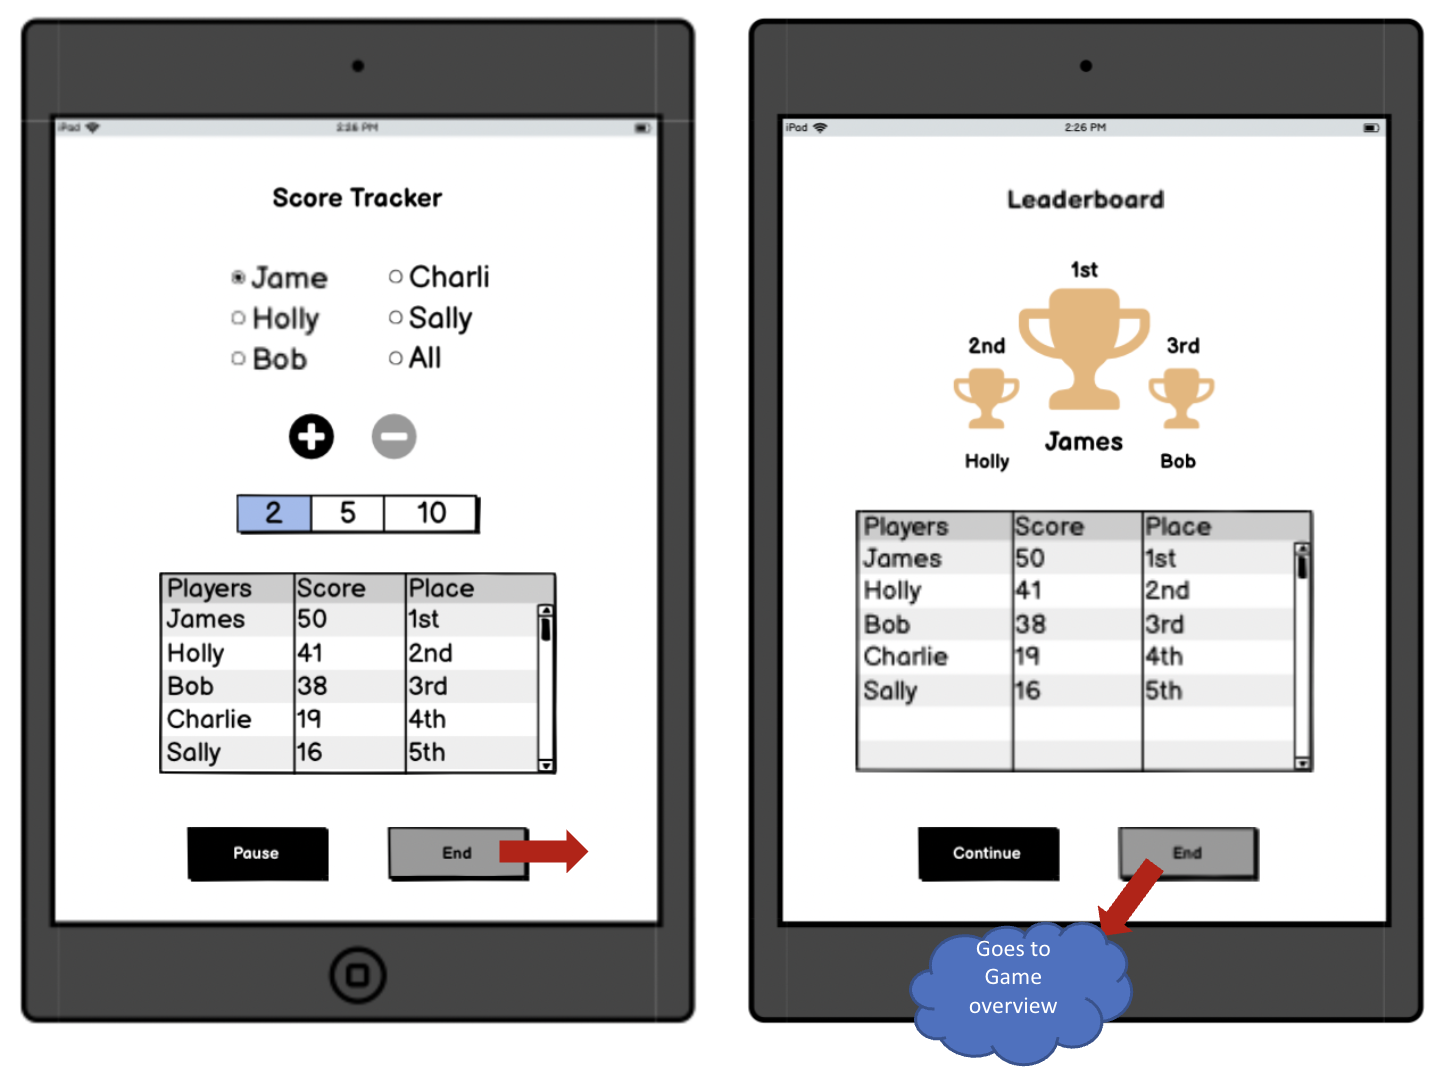 iPad 2:26 PM
Score Tracker
Jame Charli
Holly Sally
Bob All
2 5 10
Players Score Place
James 50 1st
Holly 41 2nd
Bob 38 3rd
Charlie 19 4th
Sally 16 5th
Pause End
iPad 2:26 PM
Leaderboard
1st
2nd 3rd
James
Holly Bob
Players Score Place
James 50 1st
Holly 41 2nd
Bob 38 3rd
Charlie 19 4th
Sally 16 5th
Continue End
Goes to
Game
overview